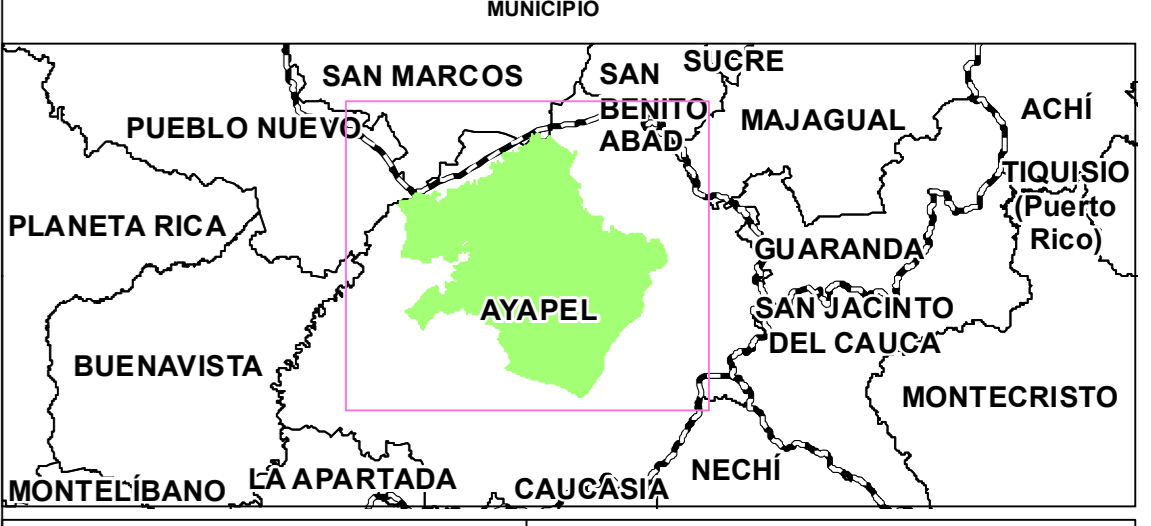 MUNICIPIO
SAN MARCOS
SAN
BENITO
ABAD
SUCRE
MAJAGUAL
ACHÍ
PUEBLO NUEVO
TIQUISIO
(Puerto
Rico)
PLANETA RICA
GUARANDA
AYAPEL
SAN JACINTO
DEL CAUCA
BUENAVISTA
MONTECRISTO
LA APARTADA
NECHÍ
MONTELÍBANO
CAUCASIA